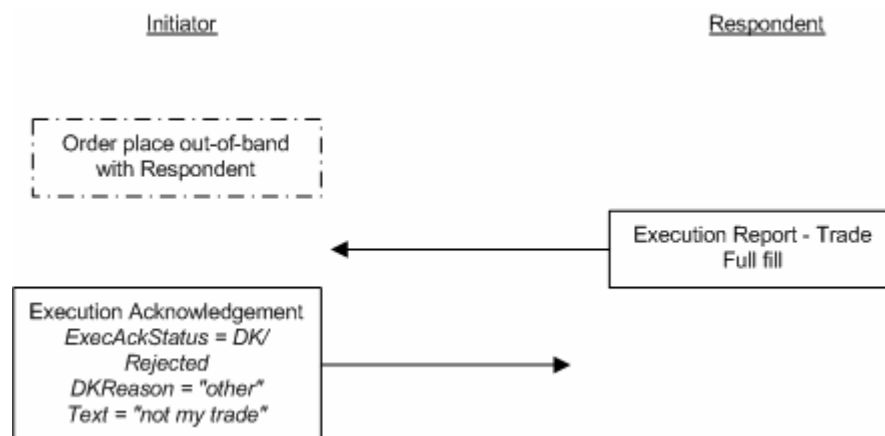 Initiator
Respondent
Order place out-of-band
with Respondent
Execution Report - Trade
Full fill
Execution Acknowledgement
ExecAckStatus = DK/
Rejected
DKReason = "other"
Text = "not my trade"